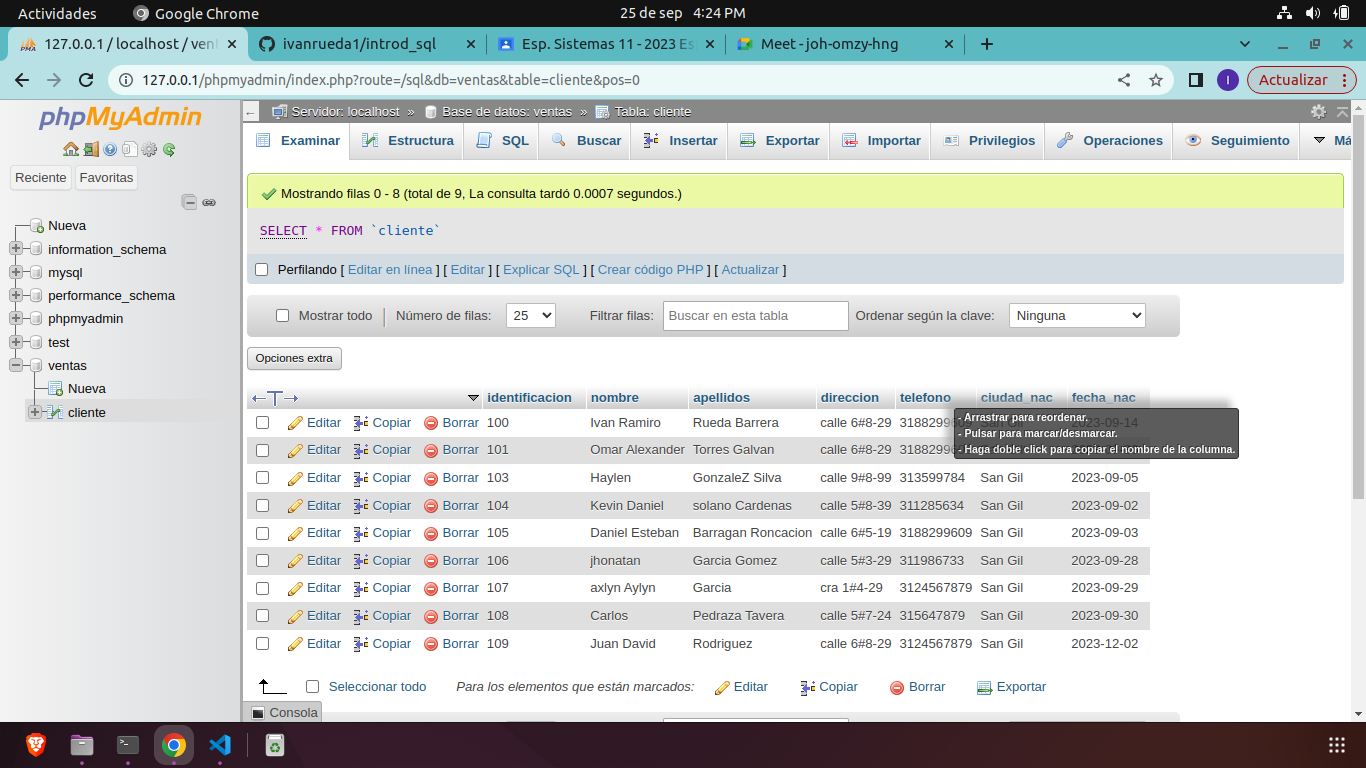 Actividades Google Chrome 25 de sep 4:24 PM
127.0.0.1 / localhost / ven ivanrueda1/introd_sql Esp. Sistemas 11 - 2023 Es Meet - joh-omzy-hng
127.0.0.1/phpmyadmin/index.php?route=/sql&db=ventas&table=cliente&pos=0 I Actualizar
phpMyAdmin
Reciente Favoritas
Nueva
information_schema
mysql
performance_schema
phpmyadmin
test
ventas
Nueva
cliente
Servidor: localhost » Base de datos: ventas » Tabla: cliente
Examinar Estructura SQL Buscar Insertar Exportar Importar Privilegios Operaciones Seguimiento Má
Mostrando filas 0 - 8 (total de 9, La consulta tardó 0.0007 segundos.)
SELECT * FROM `cliente`
Perfilando [ Editar en línea ] [ Editar ] [ Explicar SQL ] [ Crear código PHP ] [ Actualizar ]
Mostrar todo Número de filas: 25 Filtrar filas: Buscar en esta tabla Ordenar según la clave: Ninguna
Opciones extra
identificacion nombre apellidos direccion telefono ciudad_nac fecha_nac
Editar Copiar Borrar 100 Ivan Ramiro Rueda Barrera calle 6#8-29 3188299609 San Gil 2023-09-14
- Arrastrar para reordenar.
- Pulsar para marcar/desmarcar.
- Haga doble click para copiar el nombre de la columna.
Editar Copiar Borrar 101 Omar Alexander Torres Galvan calle 6#8-29
Editar Copiar Borrar 103 Haylen GonzaleZ Silva calle 9#8-99 313599784 San Gil 2023-09-05
Editar Copiar Borrar 104 Kevin Daniel solano Cardenas calle 5#8-39 311285634 San Gil 2023-09-02
Editar Copiar Borrar 105 Daniel Esteban Barragan Roncacion calle 6#5-19 3188299609 San Gil 2023-09-03
Editar Copiar Borrar 106 jhonatan Garcia Gomez calle 5#3-29 311986733 San Gil 2023-09-28
Editar Copiar Borrar 107 axlyn Aylyn Garcia cra 1#4-29 3124567879 San Gil 2023-09-29
Editar Copiar Borrar 108 Carlos Pedraza Tavera calle 5#7-24 315647879 San Gil 2023-09-30
Editar Copiar Borrar 109 Juan David Rodriguez calle 6#8-29 3124567879 San Gil 2023-12-02
Seleccionar todo Para los elementos que están marcados: Editar Copiar Borrar Exportar
Consola